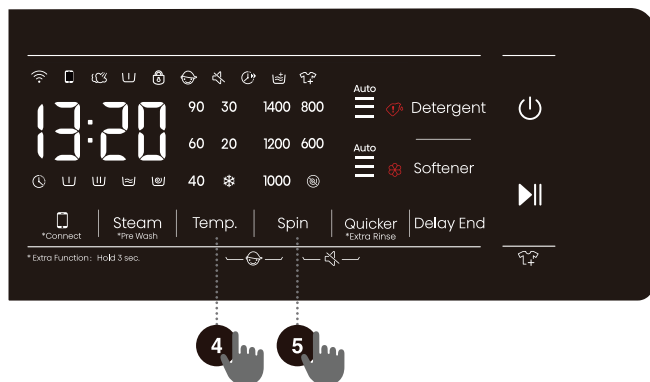 13:20
90 30 1400 800
60 20 1200 600
40 1000
Auto
Detergent
Auto
Softener
*Connect
Steam
*Pre Wash
Temp.
Spin
Quicker
*Extra Rinse
Delay End
* Extra Function: Hold 3 sec.
4
5